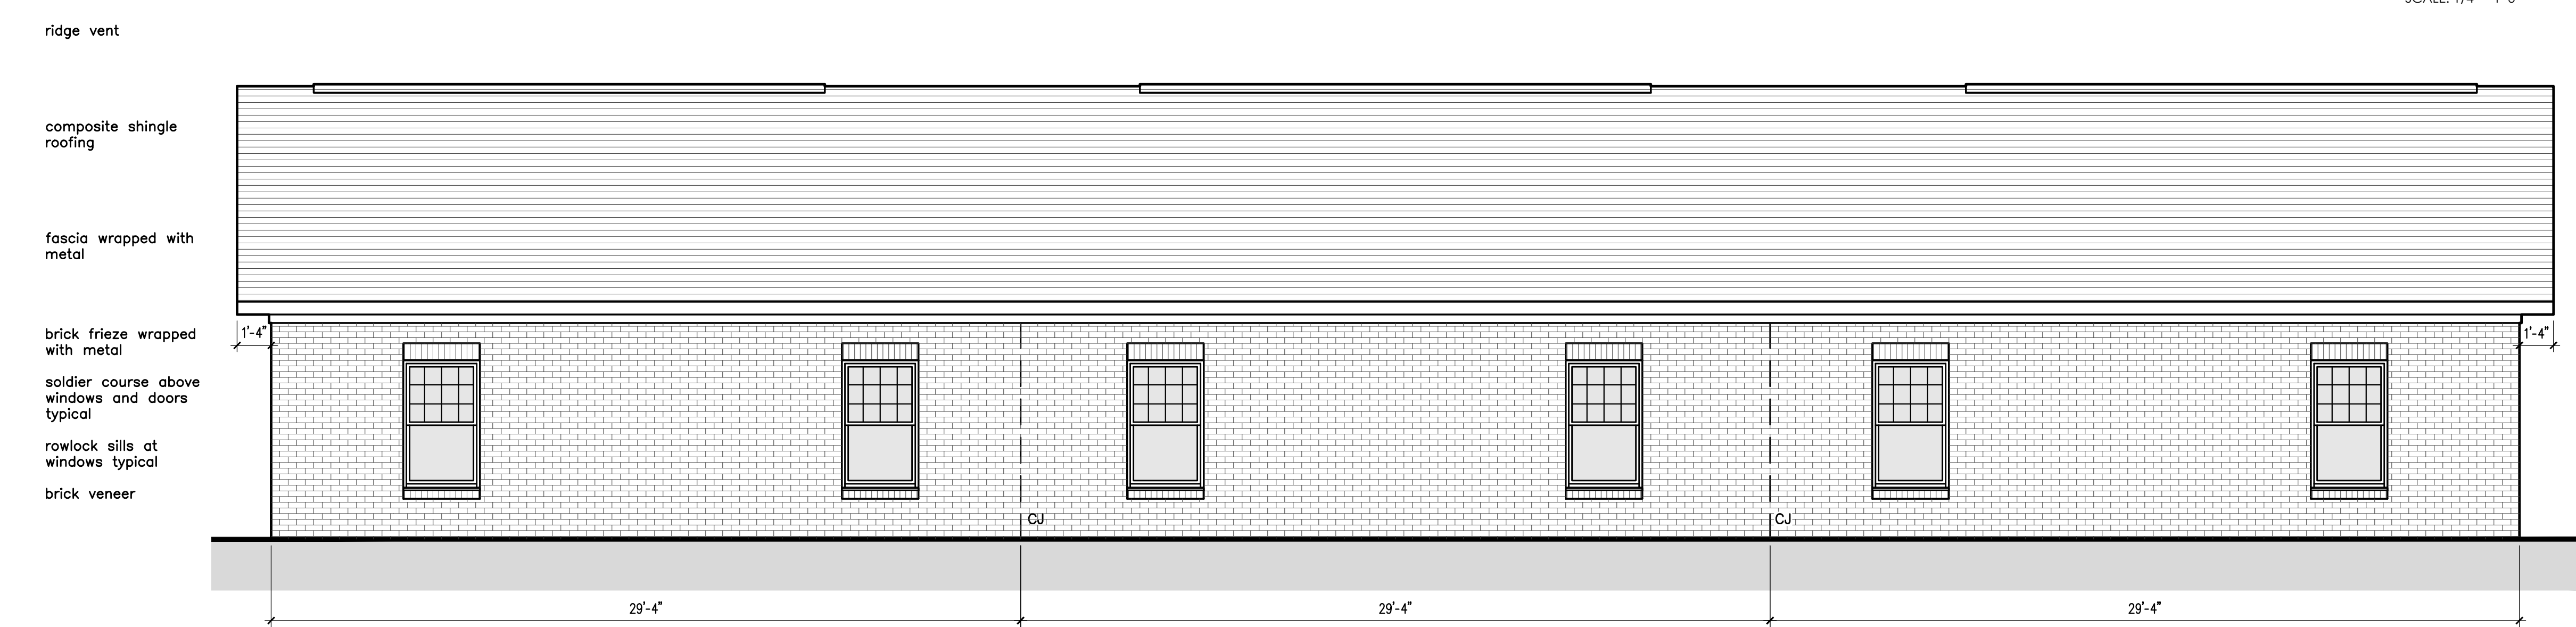 ridge vent
composite shingle
roofing
fascia wrapped with
metal
1'-4"
1'-4"
brick frieze wrapped
with metal
soldier course above
windows and doors
typical
rowlock sills at
windows typical
brick veneer
CJ
CJ
29'-4"
29'-4"
29'-4"